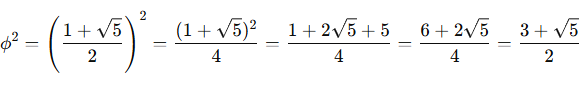 ϕ² = ((1 + √5)/2)² = (1 + √5)²/4 = (1 + 2√5 + 5)/4 = (6 + 2√5)/4 = (3 + √5)/2